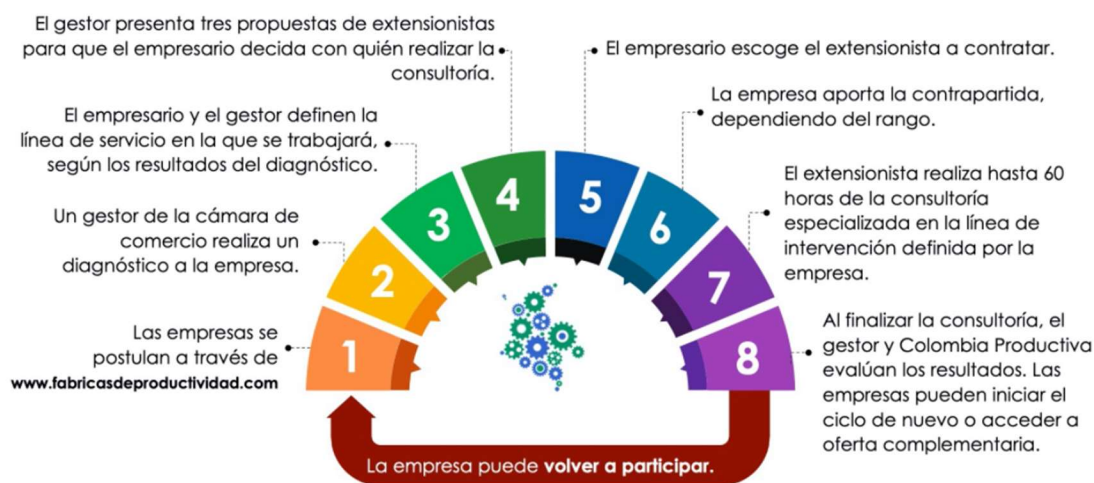 1
Las empresas se
postulan a través de
www.fabricasdeproductividad.com
2
Un gestor de la cámara de
comercio realiza un
diagnóstico a la empresa.
3
El empresario y el gestor definen la
línea de servicio en la que se trabajará,
según los resultados del diagnóstico.
4
El gestor presenta tres propuestas de extensionistas
para que el empresario decida con quién realizar la
consultoría.
5
El empresario escoge el extensionista a contratar.
6
La empresa aporta la contrapartida,
dependiendo del rango.
7
El extensionista realiza hasta 60
horas de la consultoría
especializada en la línea de
intervención definida por la
empresa.
8
Al finalizar la consultoría, el
gestor y Colombia Productiva
evalúan los resultados. Las
empresas pueden iniciar el
ciclo de nuevo o acceder a
oferta complementaria.
La empresa puede volver a participar.